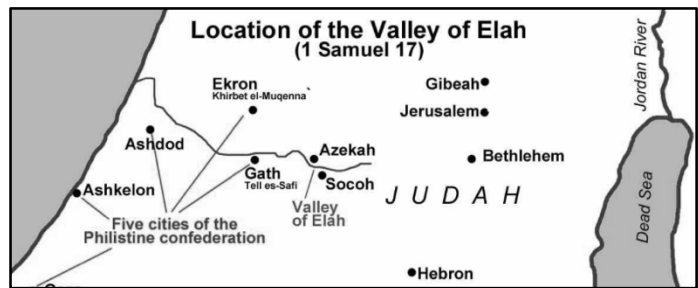 Location of the Valley of Elah
(1 Samuel 17)
Ekron
Khirbet el-Muqenna`
Gibeah
Jerusalem
Jordan River
Ashdod
Azekah
Bethlehem
Gath
Tell es-Safi
Socoh
Ashkelon
JUDAH
Valley
of Elah
Five cities of the
Philistine confederation
Dead Sea
Hebron